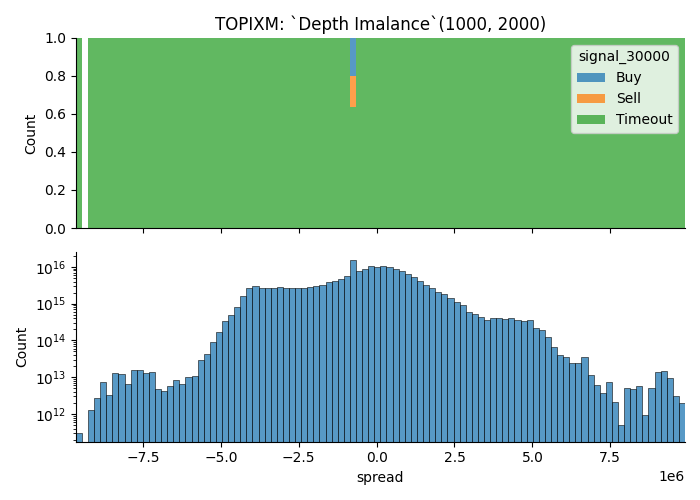 TOPIXM: `Depth Imalance`(1000, 2000)
1.0
0.8
0.6
0.4
0.2
0.0
Count
signal_30000
Buy
Sell
Timeout
10^16
10^15
10^14
10^13
10^12
Count
−7.5
−5.0
−2.5
0.0
2.5
5.0
7.5
1e6
spread